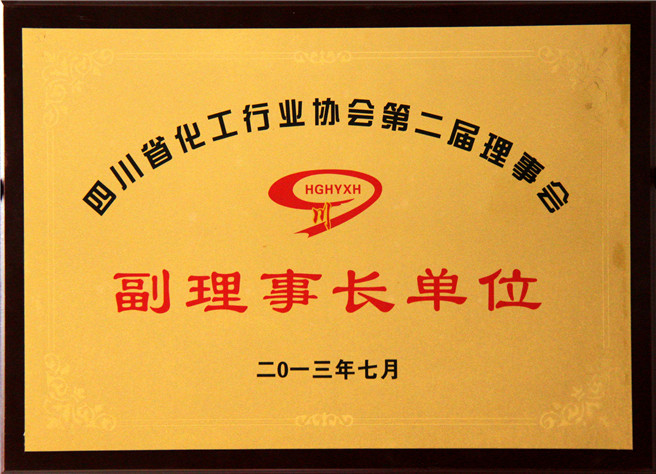 四川省化工行业协会第二届理事会
HGHYXH
川
副理事长单位
二0一三年七月